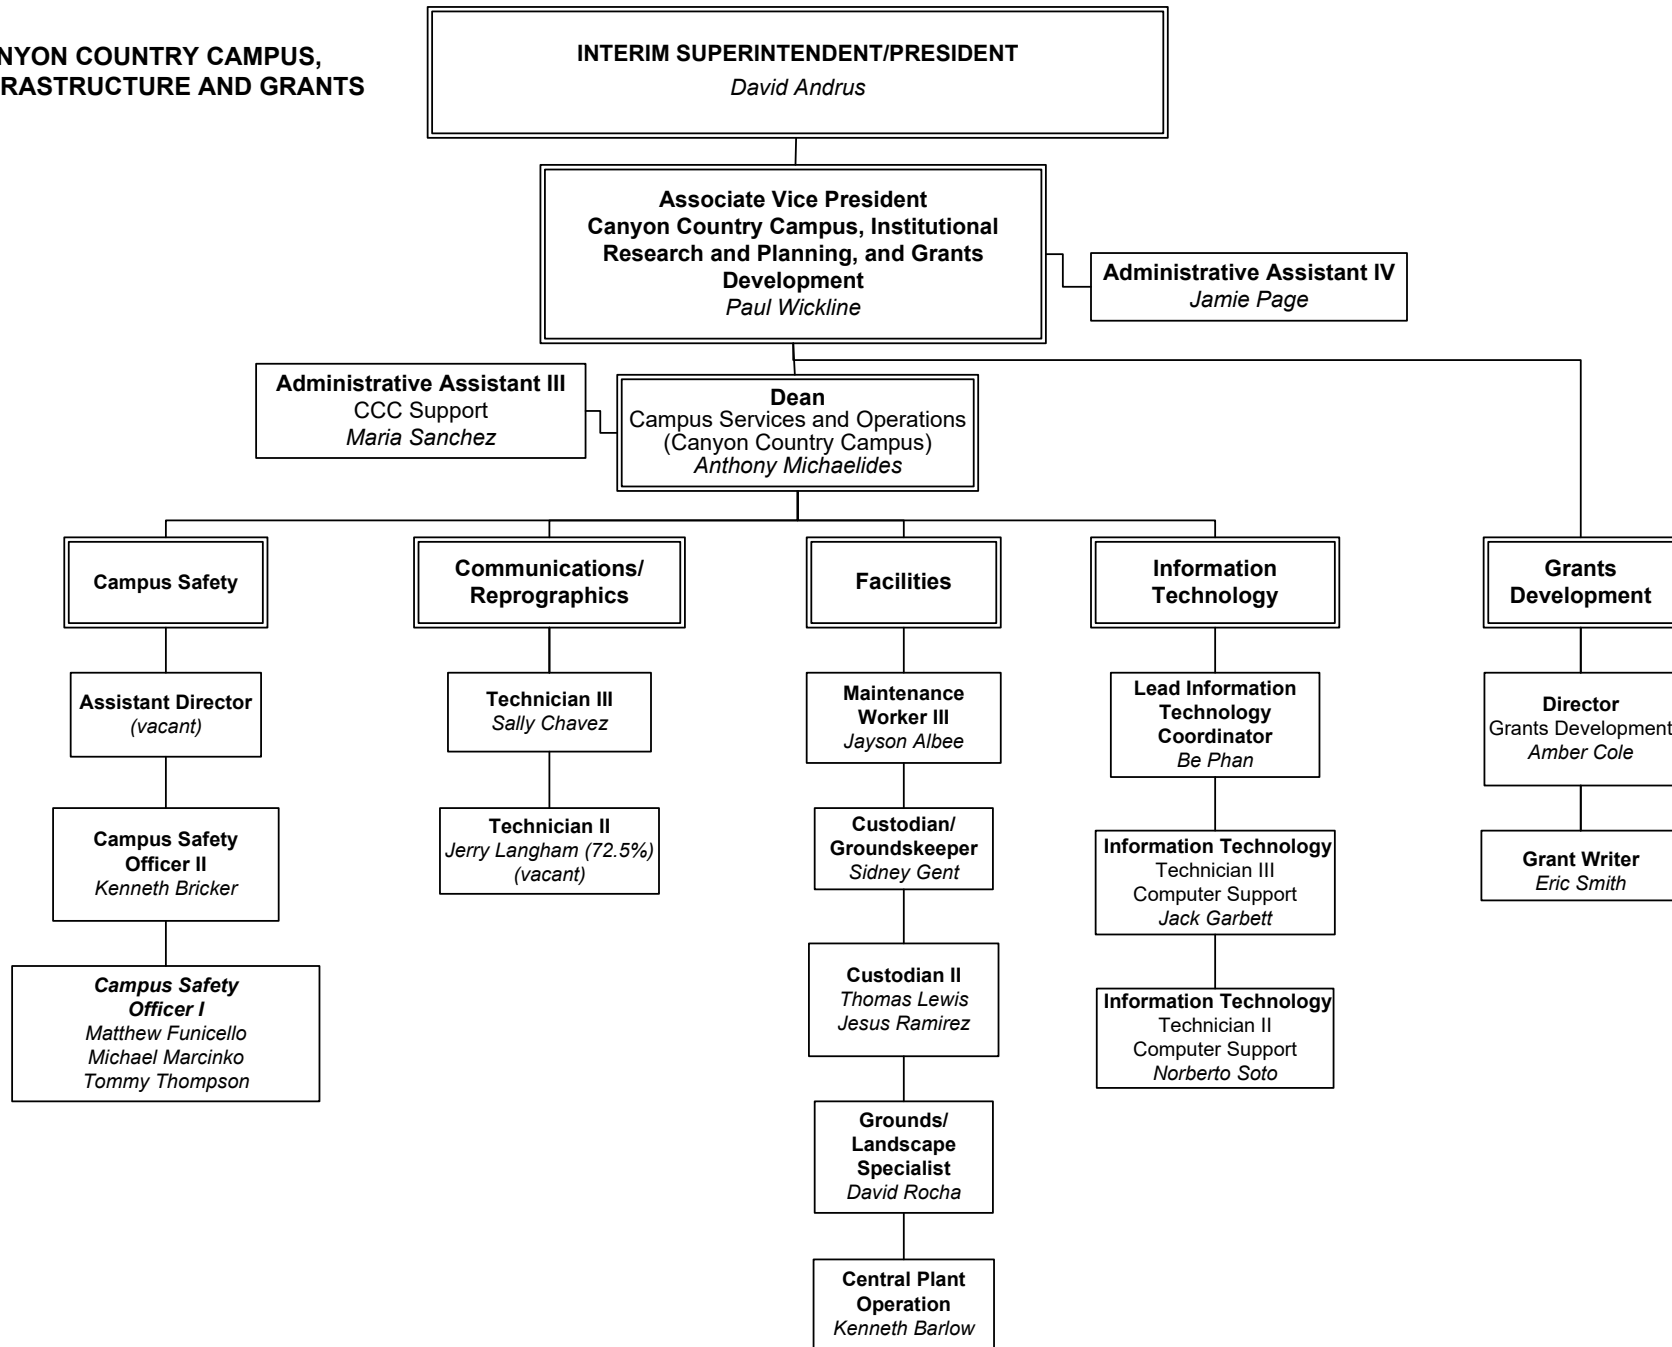 NYON COUNTRY CAMPUS,
RASTRUCTURE AND GRANTS
INTERIM SUPERINTENDENT/PRESIDENT
David Andrus
Associate Vice President
Canyon Country Campus, Institutional
Research and Planning, and Grants
Development
Paul Wickline
Administrative Assistant IV
Jamie Page
Administrative Assistant III
CCC Support
Maria Sanchez
Dean
Campus Services and Operations
(Canyon Country Campus)
Anthony Michaelides
Campus Safety
Assistant Director
(vacant)
Campus Safety
Officer II
Kenneth Bricker
Campus Safety
Officer I
Matthew Funicello
Michael Marcinko
Tommy Thompson
Communications/
Reprographics
Technician III
Sally Chavez
Technician II
Jerry Langham (72.5%)
(vacant)
Facilities
Maintenance
Worker III
Jayson Albee
Custodian/
Groundskeeper
Sidney Gent
Custodian II
Thomas Lewis
Jesus Ramirez
Grounds/
Landscape
Specialist
David Rocha
Central Plant
Operation
Kenneth Barlow
Information
Technology
Lead Information
Technology
Coordinator
Be Phan
Information Technology
Technician III
Computer Support
Jack Garbett
Information Technology
Technician II
Computer Support
Norberto Soto
Grants
Development
Director
Grants Development
Amber Cole
Grant Writer
Eric Smith